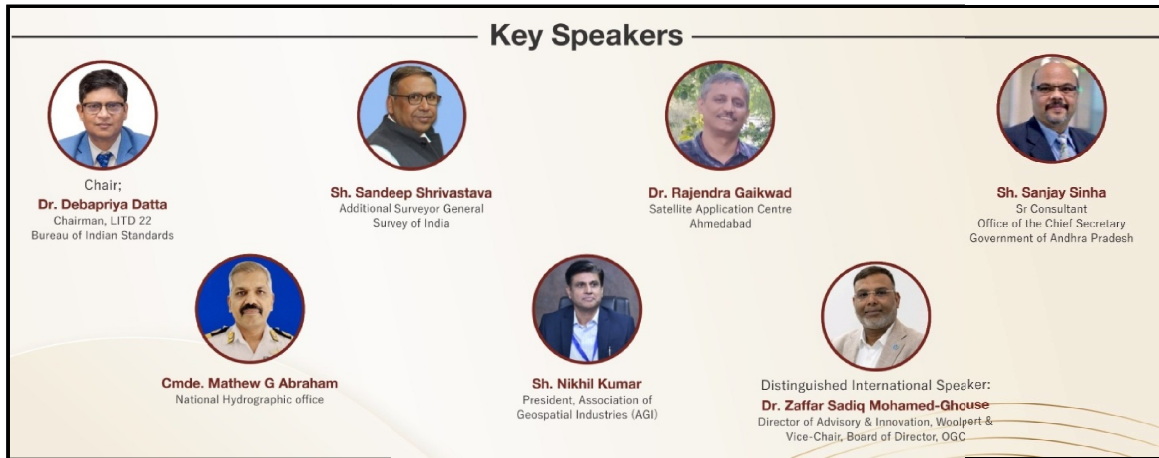 Key Speakers
Chair;
Dr. Debapriya Datta
Chairman, LITD 22
Bureau of Indian Standards
Sh. Sandeep Shrivastava
Additional Surveyor General
Survey of India
Dr. Rajendra Gaikwad
Satellite Application Centre
Ahmedabad
Sh. Sanjay Sinha
Sr Consultant
Office of the Chief Secretary
Government of Andhra Pradesh
Cmde. Mathew G Abraham
National Hydrographic office
Sh. Nikhil Kumar
President, Association of
Geospatial Industries (AGI)
Distinguished International Speaker:
Dr. Zaffar Sadiq Mohamed-Ghouse
Director of Advisory & Innovation, Woolpert &
Vice-Chair, Board of Director, OGC